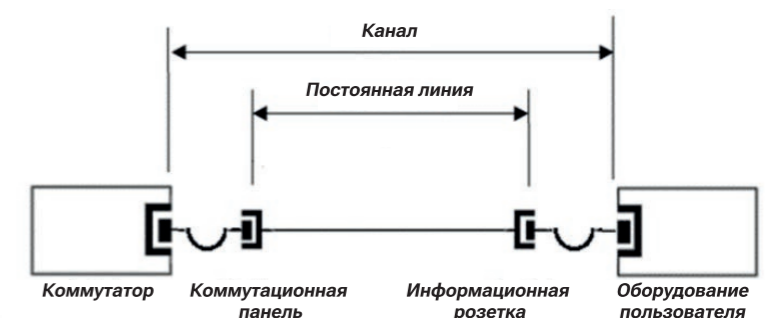 Канал
Постоянная линия
Коммутатор
Коммутационная
панель
Информационная
розетка
Оборудование
пользователя